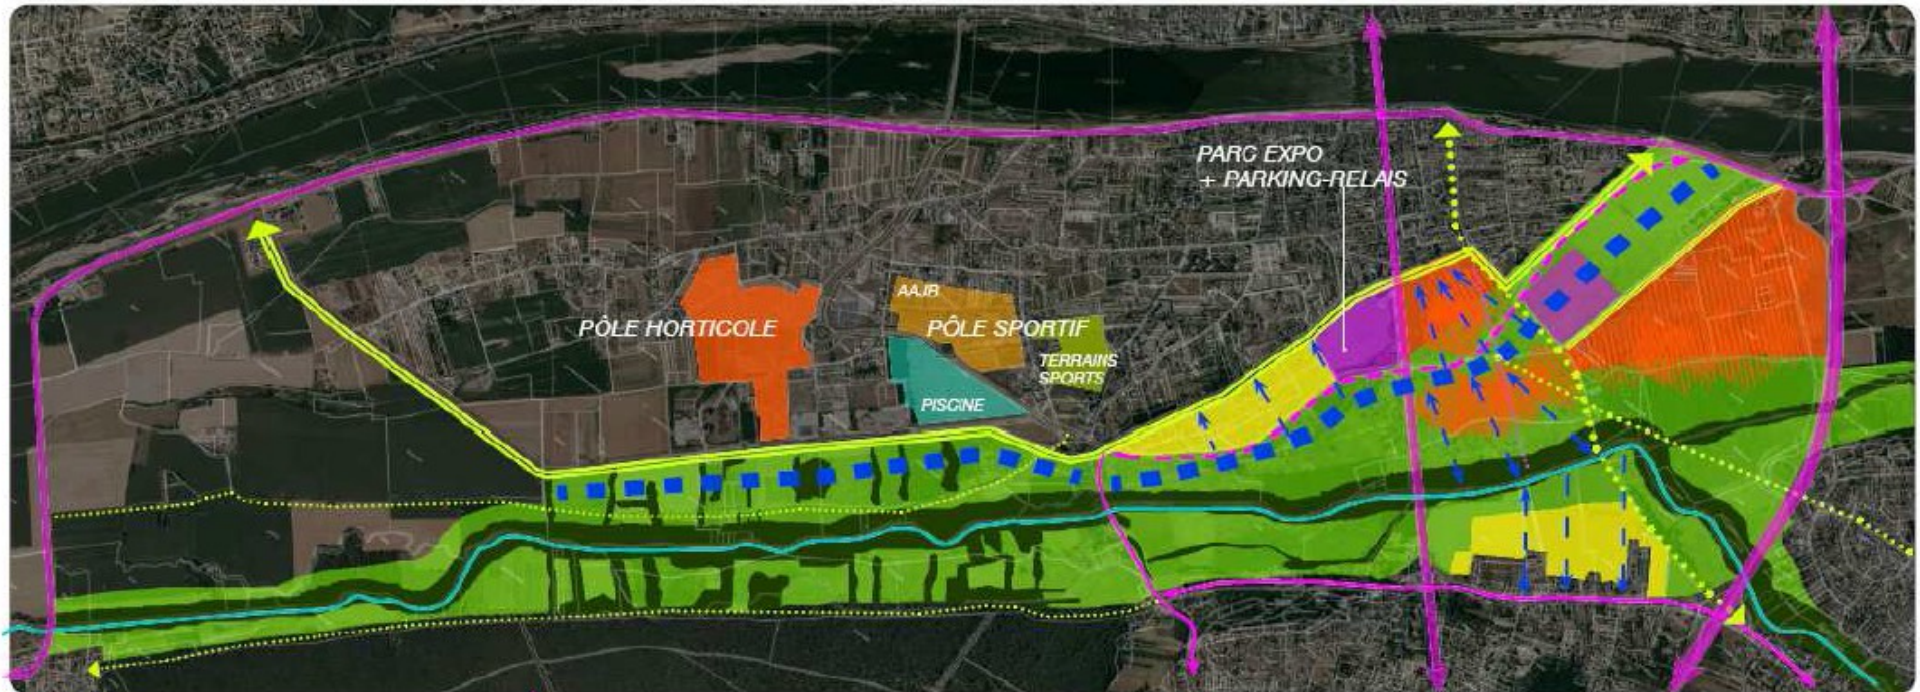 PARC EXPO
+ PARKING-RELAIS
AAJB
PÔLE HORTICOLE
PÔLE SPORTIF
TERRAINS
SPORTS
PISCINE